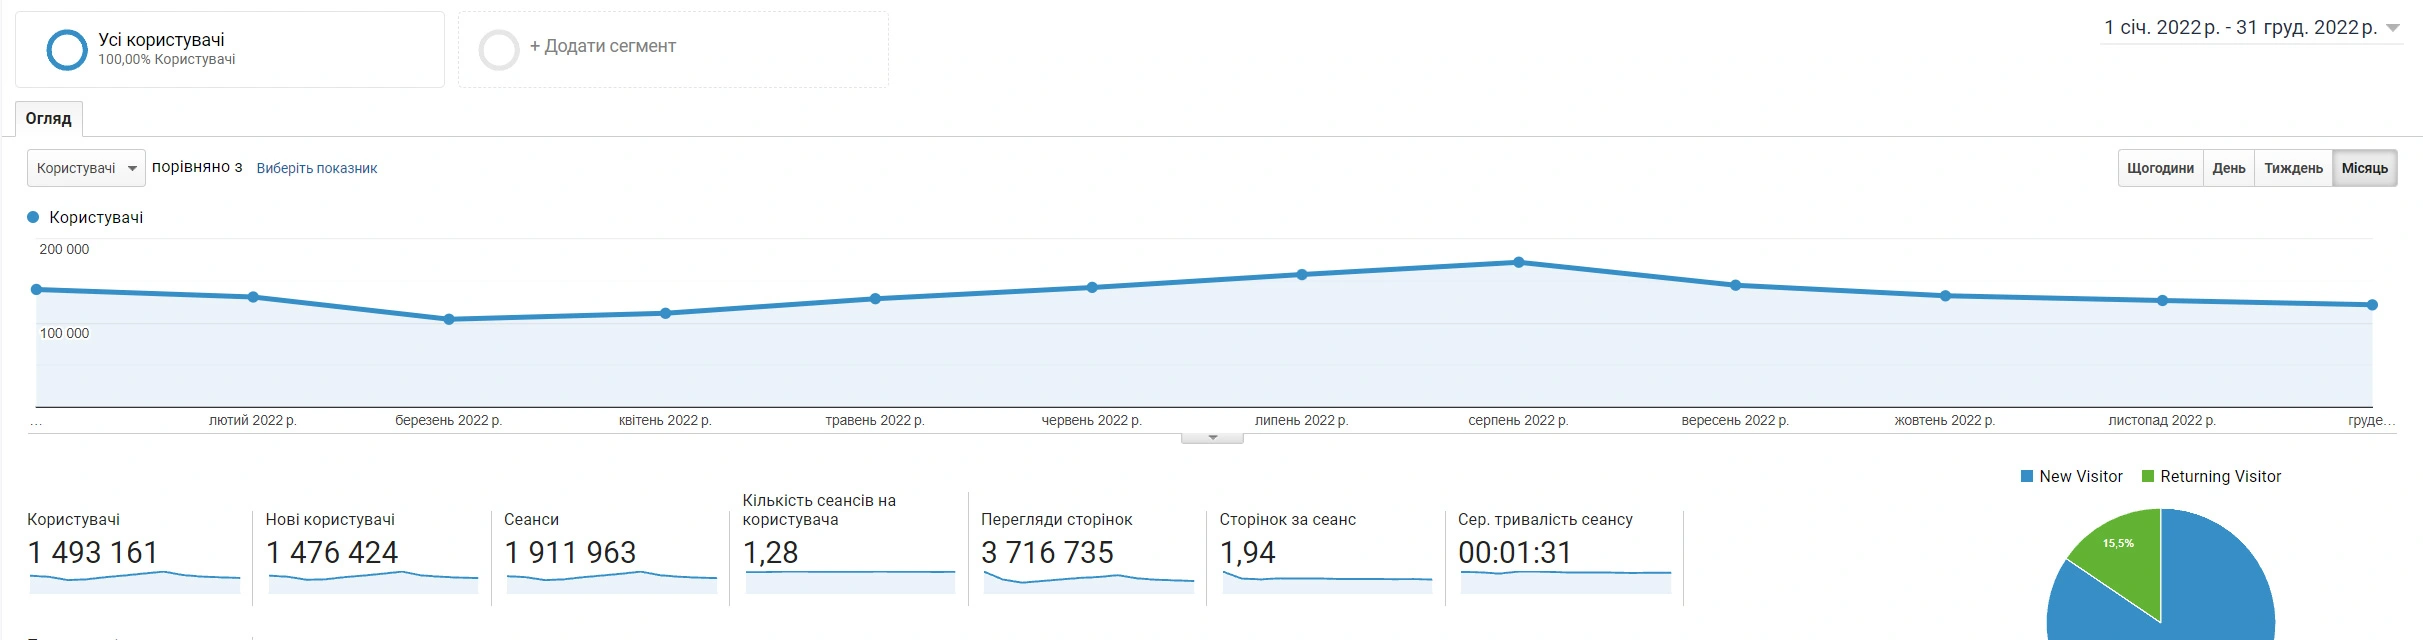 Усі користувачі
100,00% Користувачі
+ Додати сегмент
1 січ. 2022 р. - 31 груд. 2022 р.
Огляд
Користувачі порівняно з Виберіть показник
Щогодини День Тиждень Місяць
Користувачі
200 000
100 000
... лютий 2022 р. березень 2022 р. квітень 2022 р. травень 2022 р. червень 2022 р. липень 2022 р. серпень 2022 р. вересень 2022 р. жовтень 2022 р. листопад 2022 р. груде...
New Visitor Returning Visitor
Користувачі
1 493 161
Нові користувачі
1 476 424
Сеанси
1 911 963
Кількість сеансів на
користувача
1,28
Перегляди сторінок
3 716 735
Сторінок за сеанс
1,94
Сер. тривалість сеансу
00:01:31
15,5%